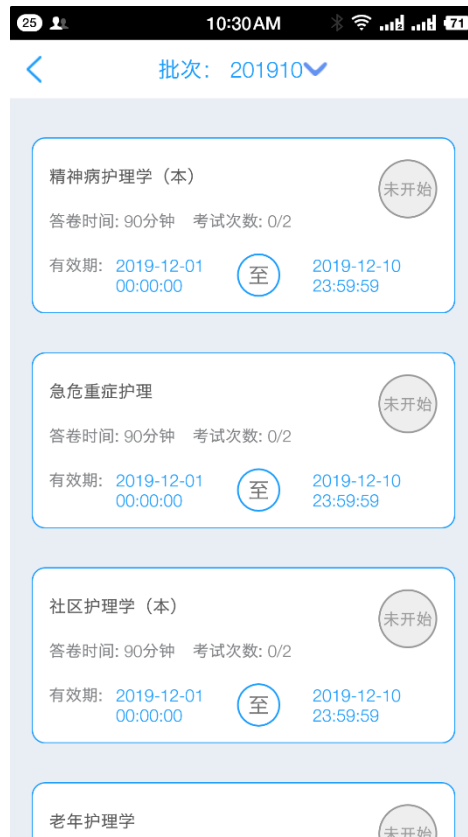 25 10:30AM 71
批次： 201910
精神病护理学（本）
未开始
答卷时间: 90分钟 考试次数: 0/2
有效期: 2019-12-01 至 2019-12-10
00:00:00 23:59:59
急危重症护理
未开始
答卷时间: 90分钟 考试次数: 0/2
有效期: 2019-12-01 至 2019-12-10
00:00:00 23:59:59
社区护理学（本）
未开始
答卷时间: 90分钟 考试次数: 0/2
有效期: 2019-12-01 至 2019-12-10
00:00:00 23:59:59
老年护理学
未开始